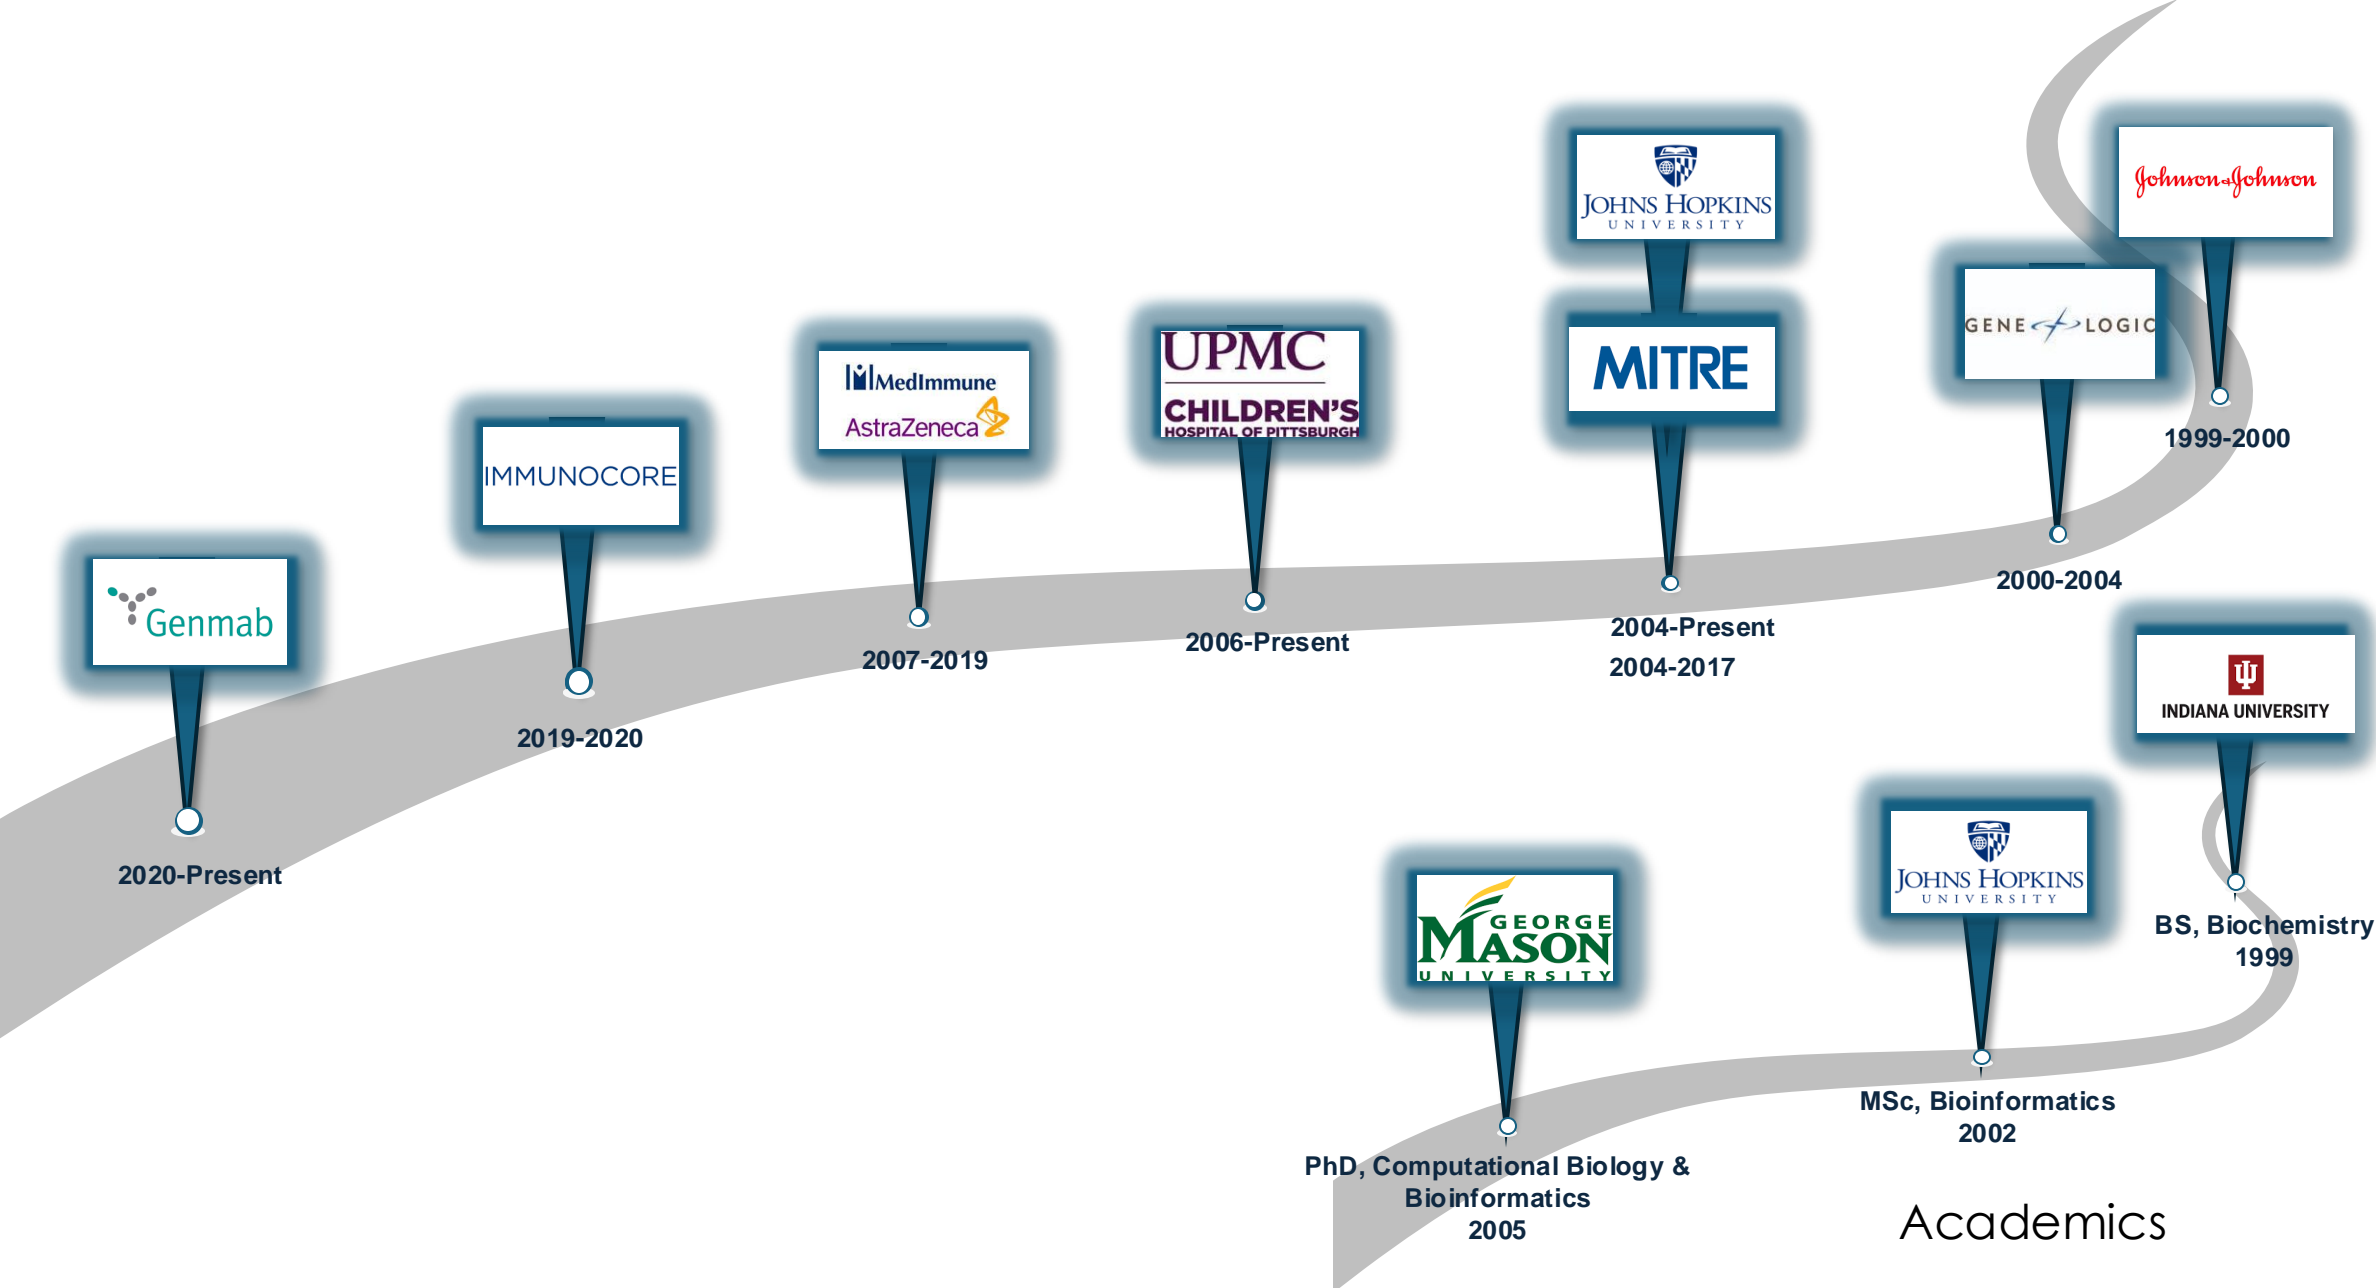 JOHNS HOPKINS
UNIVERSITY
Johnson&Johnson
GENE LOGIC
MITRE
UPMC
CHILDREN'S
HOSPITAL OF PITTSBURGH
MedImmune
AstraZeneca
IMMUNOCORE
Genmab
1999-2000
2000-2004
2004-Present
2004-2017
2006-Present
2007-2019
2019-2020
2020-Present
INDIANA UNIVERSITY
BS, Biochemistry
1999
JOHNS HOPKINS
UNIVERSITY
MSc, Bioinformatics
2002
GEORGE
MASON
UNIVERSITY
PhD, Computational Biology &
Bioinformatics
2005
Academics